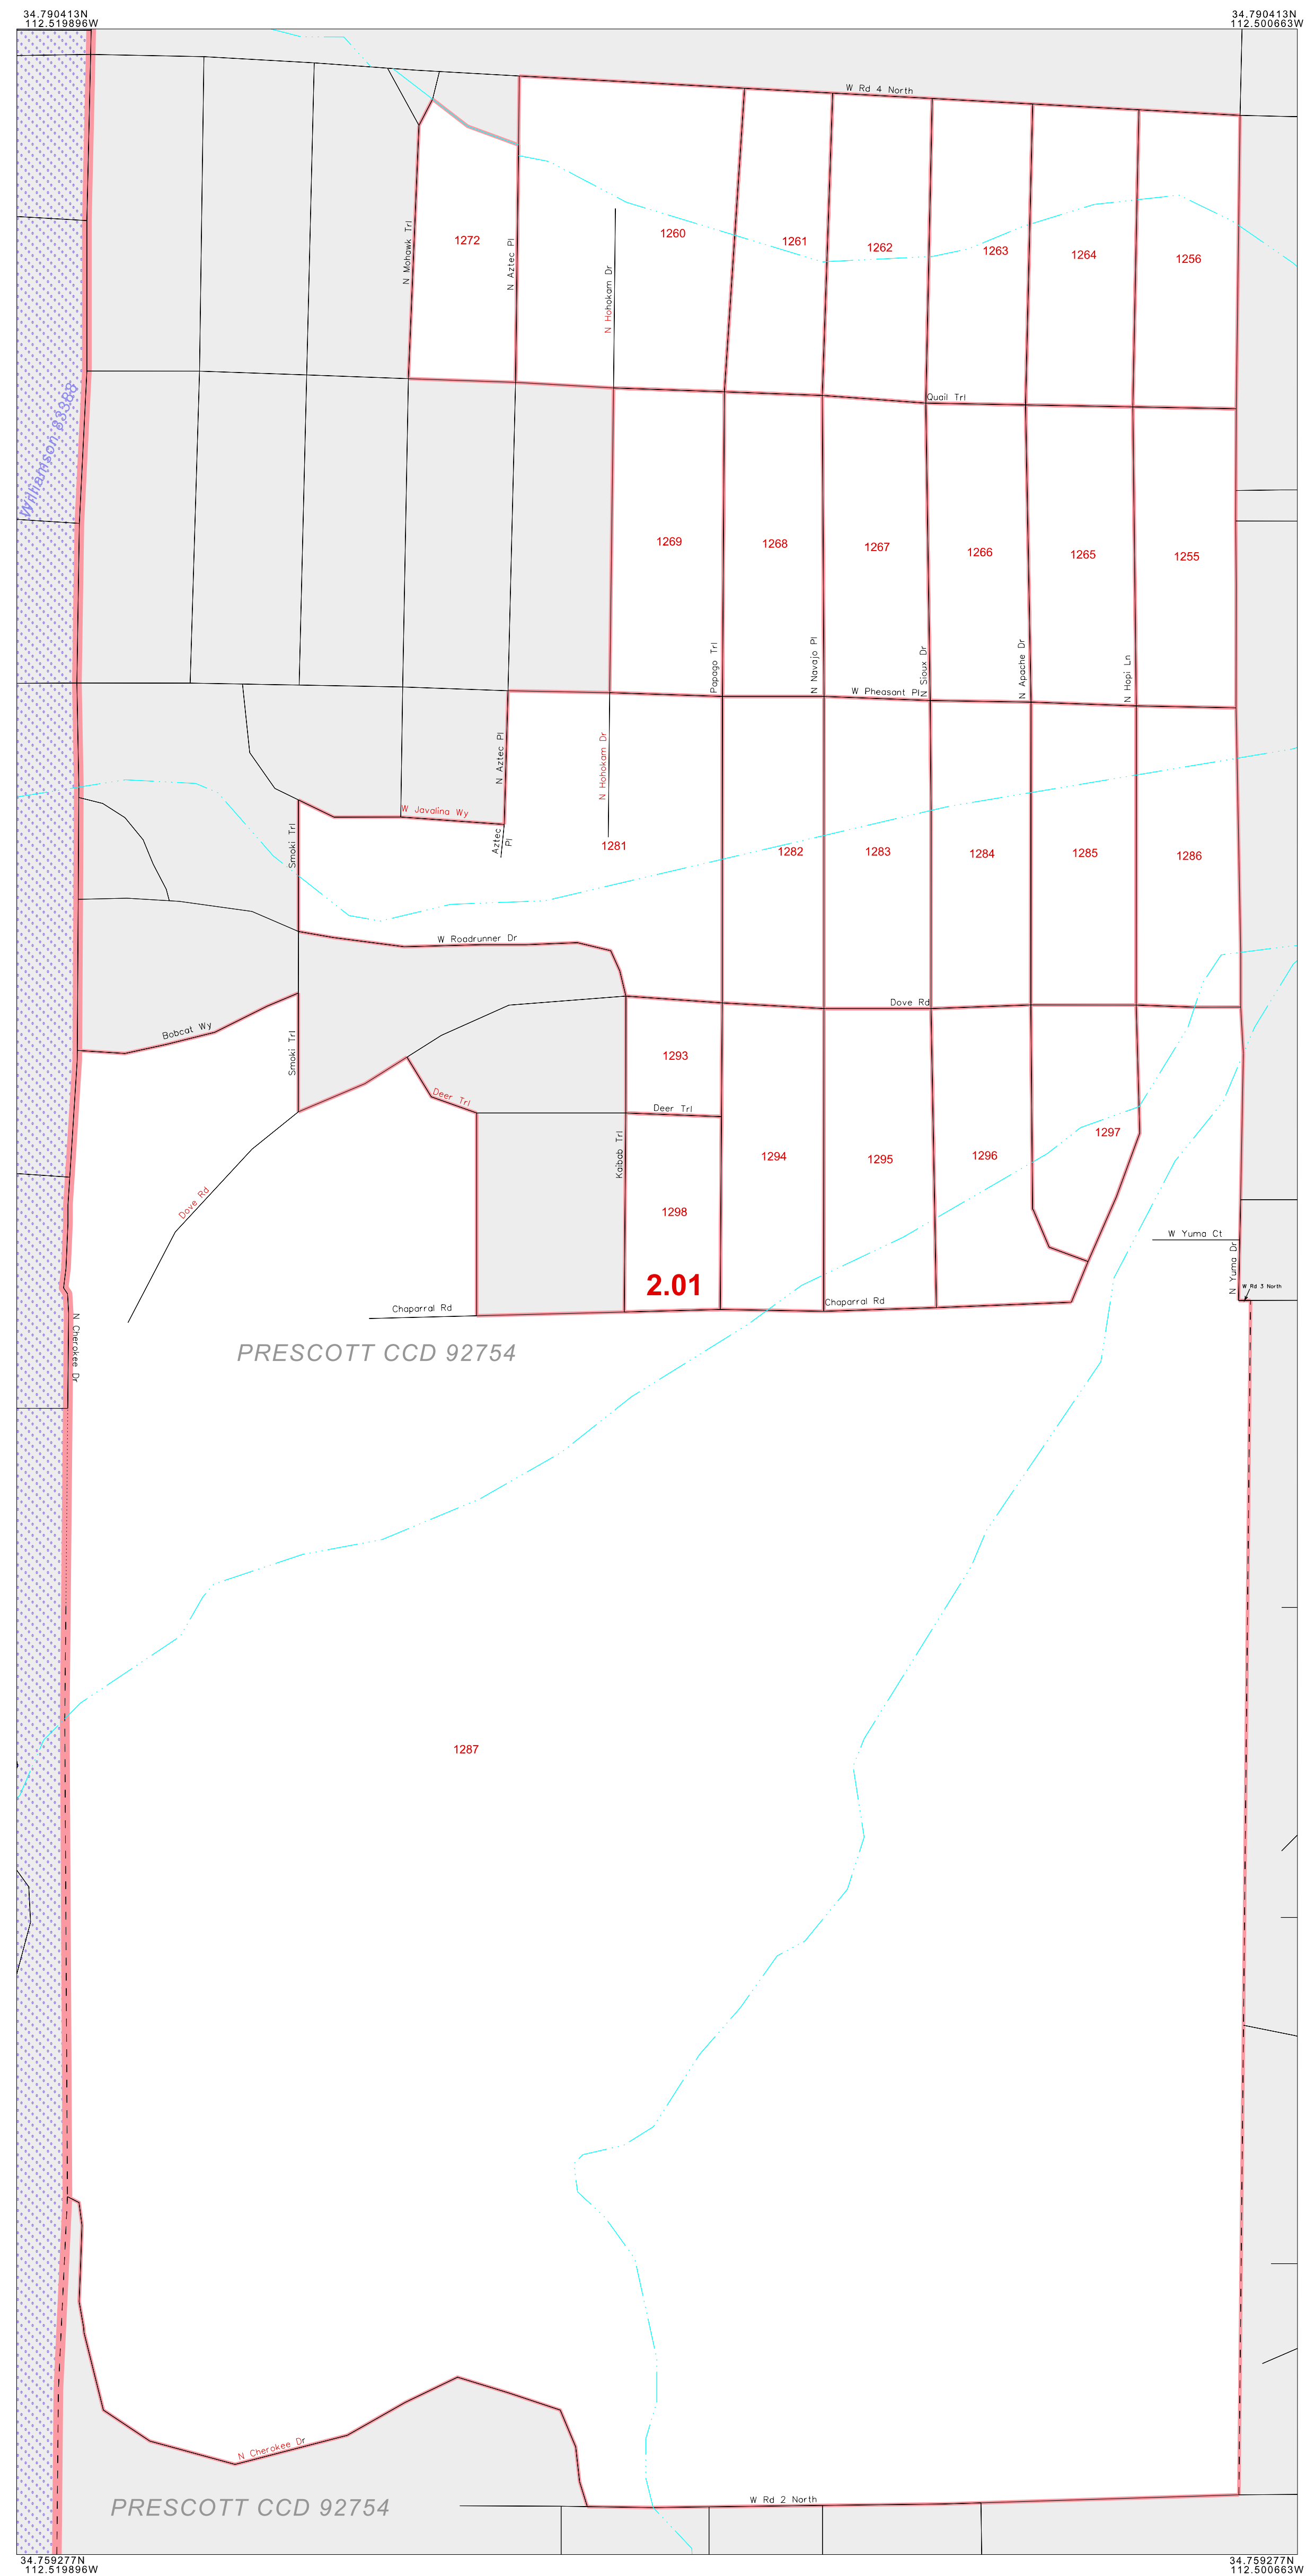 34.790413N
112.519896W
34.790413N
112.500663W
W Rd 4 North
N Mohawk Trl
1272
N Aztec Pl
N Hohokam Dr
1260
1261
1262
1263
1264
1256
Williamson 83388
Quail Trl
1269
1268
1267
1266
1265
1255
Papago Trl
N Navajo Pl
W Pheasant Pl
N Sioux Dr
N Apache Dr
N Hopi Ln
N Aztec Pl
N Hohokam Dr
W Javalina Wy
Smoki Trl
Aztec
Pl
1281
1282
1283
1284
1285
1286
W Roadrunner Dr
Dove Rd
Bobcat Wy
Smoki Trl
1293
Deer Trl
Deer Trl
Kaibab Trl
1294
1295
1296
1297
1298
Dove Rd
W Yuma Ct
N Yuma Dr
W Rd 3 North
2.01
Chaparral Rd
Chaparral Rd
N Cherokee Dr
PRESCOTT CCD 92754
1287
N Cherokee Dr
W Rd 2 North
PRESCOTT CCD 92754
34.759277N
112.519896W
34.759277N
112.500663W